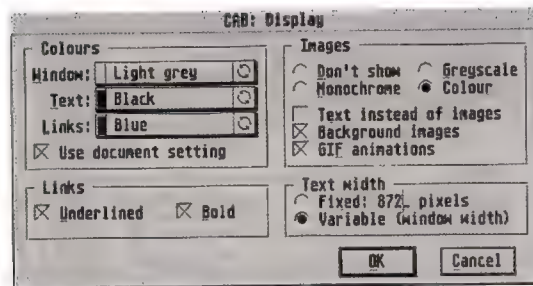 CAB: Display
Colours
Window: Light grey
Text: Black
Links: Blue
Use document setting
Links
Underlined Bold
Images
Don't show Greyscale
Monochrome Colour
Text instead of images
Background images
GIF animations
Text width
Fixed: 872 pixels
Variable (window width)
OK Cancel